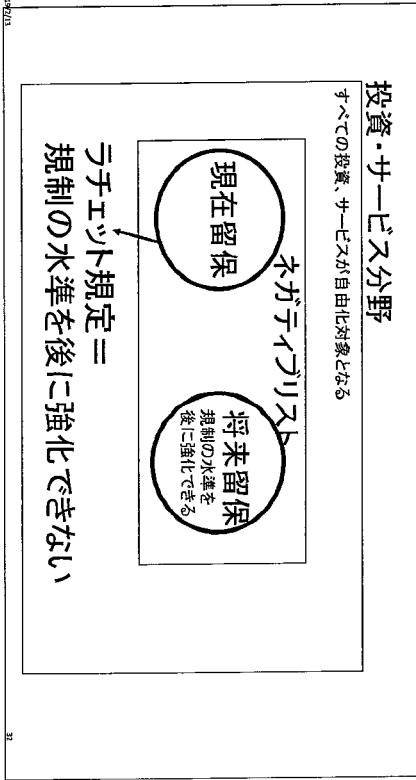 投資・サービス分野
すべての投資、サービスが自由化対象となる
ネガティブリスト
現在留保
将来留保
規制の水準を
後に強化できる
ラチェット規定＝
規制の水準を後に強化できない
32